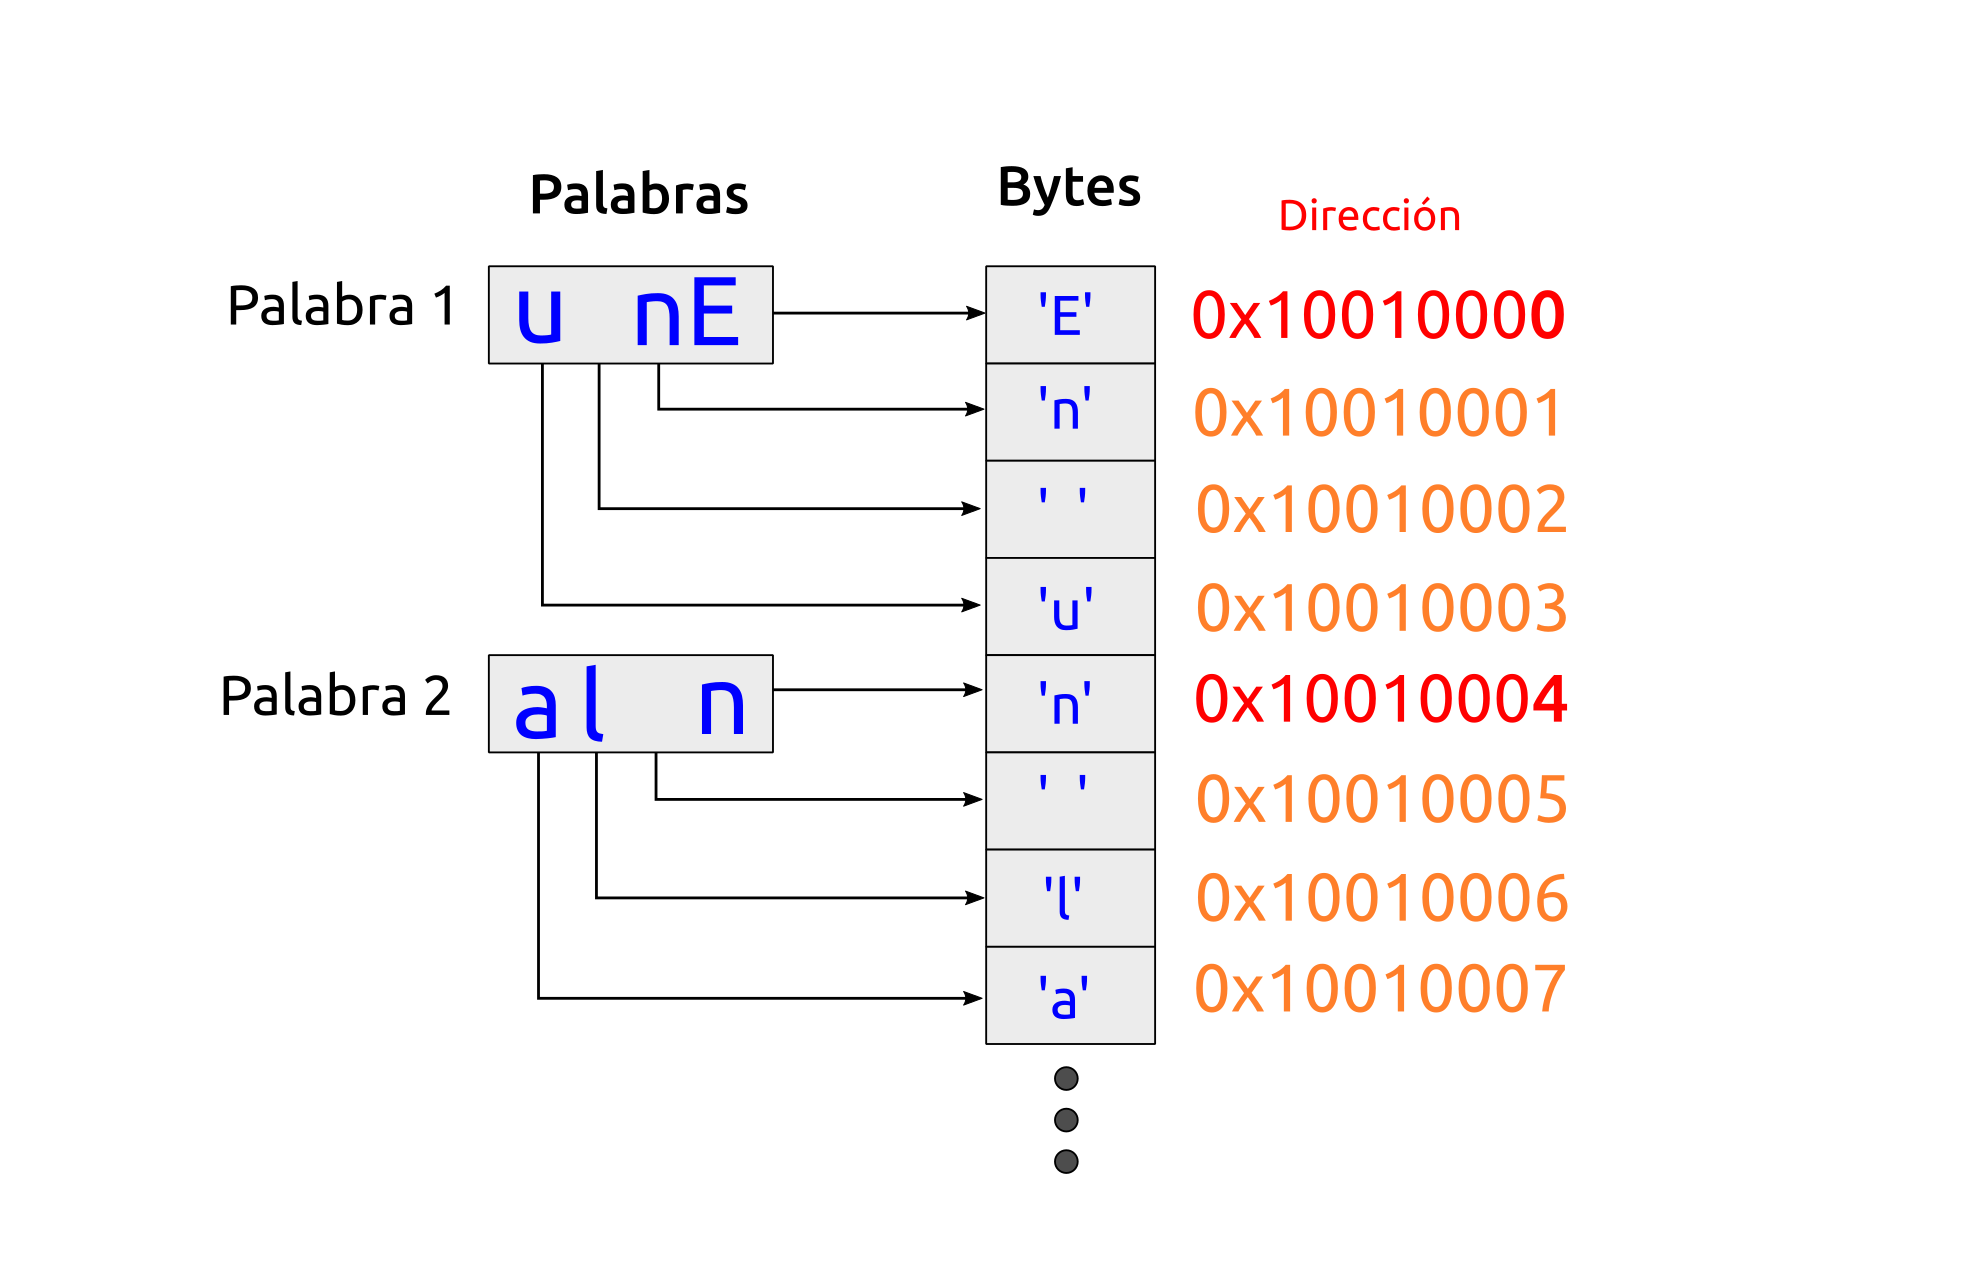 Palabras Bytes Dirección
Palabra 1 u nE 'E' 0x10010000
'n' 0x10010001
' ' 0x10010002
'u' 0x10010003
Palabra 2 al n 'n' 0x10010004
' ' 0x10010005
'l' 0x10010006
'a' 0x10010007